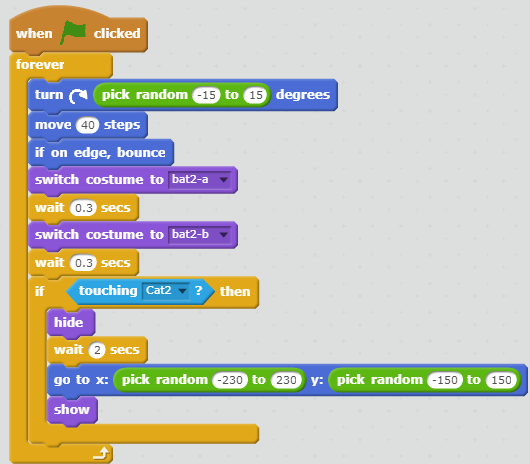 when clicked
forever
turn pick random -15 to 15 degrees
move 40 steps
if on edge, bounce
switch costume to bat2-a
wait 0.3 secs
switch costume to bat2-b
wait 0.3 secs
if touching Cat2 ? then
hide
wait 2 secs
go to x: pick random -230 to 230 y: pick random -150 to 150
show